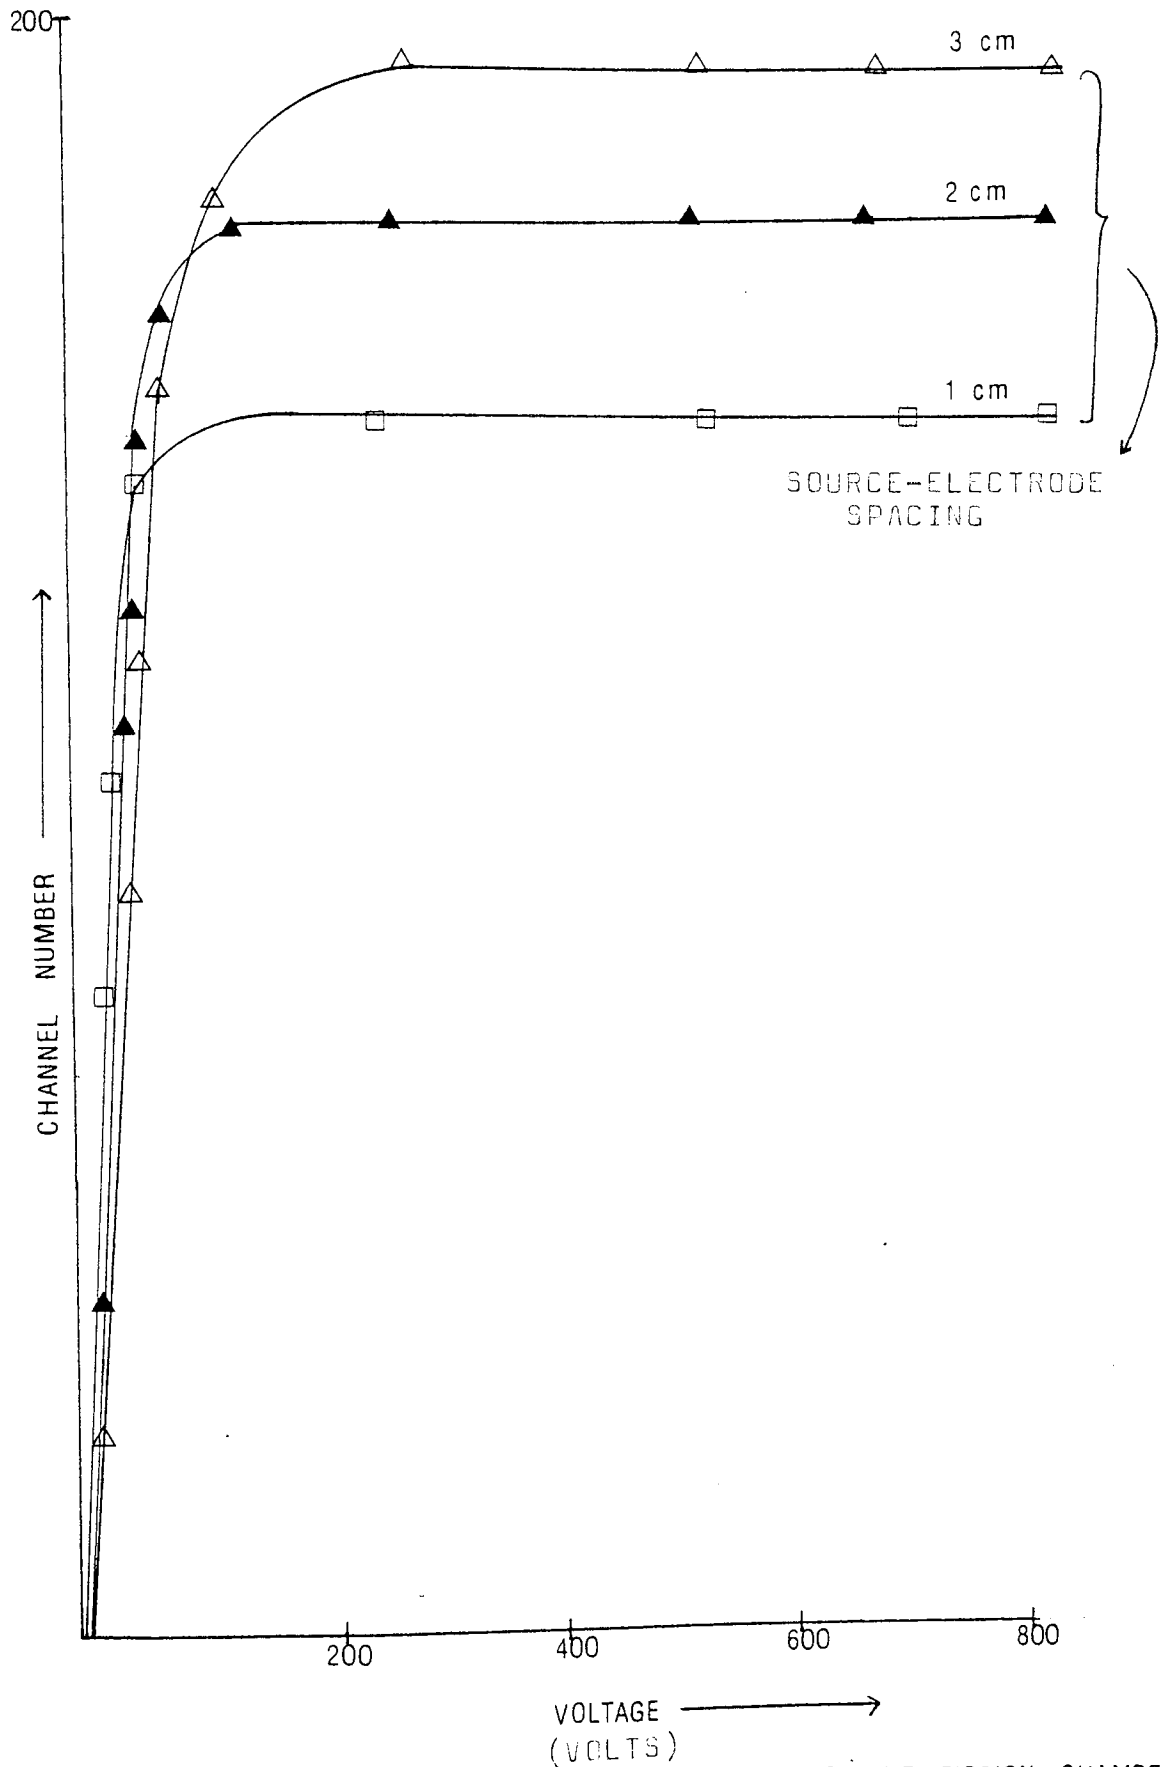 200
3 cm
2 cm
1 cm
SOURCE-ELECTRODE
SPACING
CHANNEL NUMBER
200
400
600
800
VOLTAGE
(VOLTS)